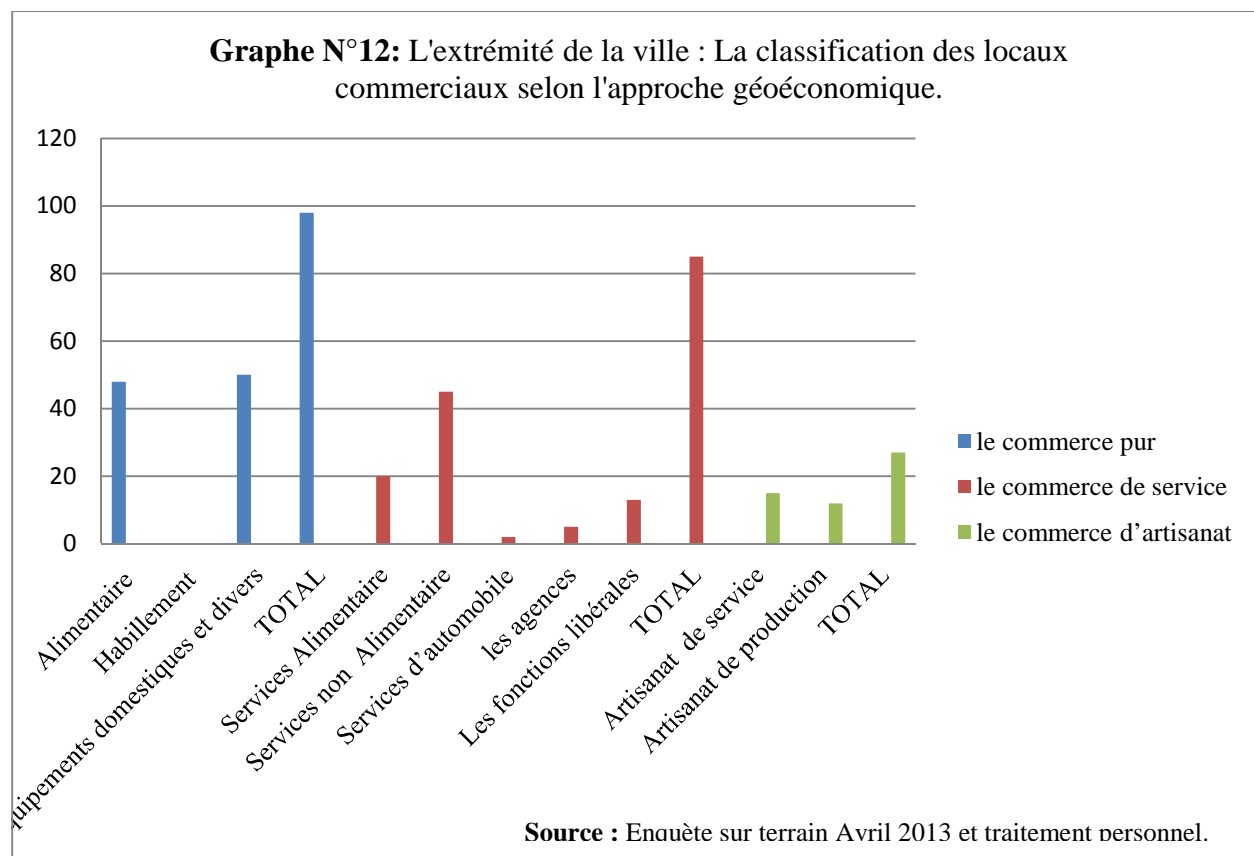 Graphe N°12: L'extrémité de la ville : La classification des locaux
commerciaux selon l'approche géoéconomique.
120
100
80
60
40
20
0
Alimentaire
Habillement
quipements domestiques et divers
TOTAL
Services Alimentaire
Services non Alimentaire
Services d’automobile
les agences
Les fonctions libérales
TOTAL
Artisanat de service
Artisanat de production
TOTAL
le commerce pur
le commerce de service
le commerce d’artisanat
Source : Enquète sur terrain Avril 2013 et traitement personnel.